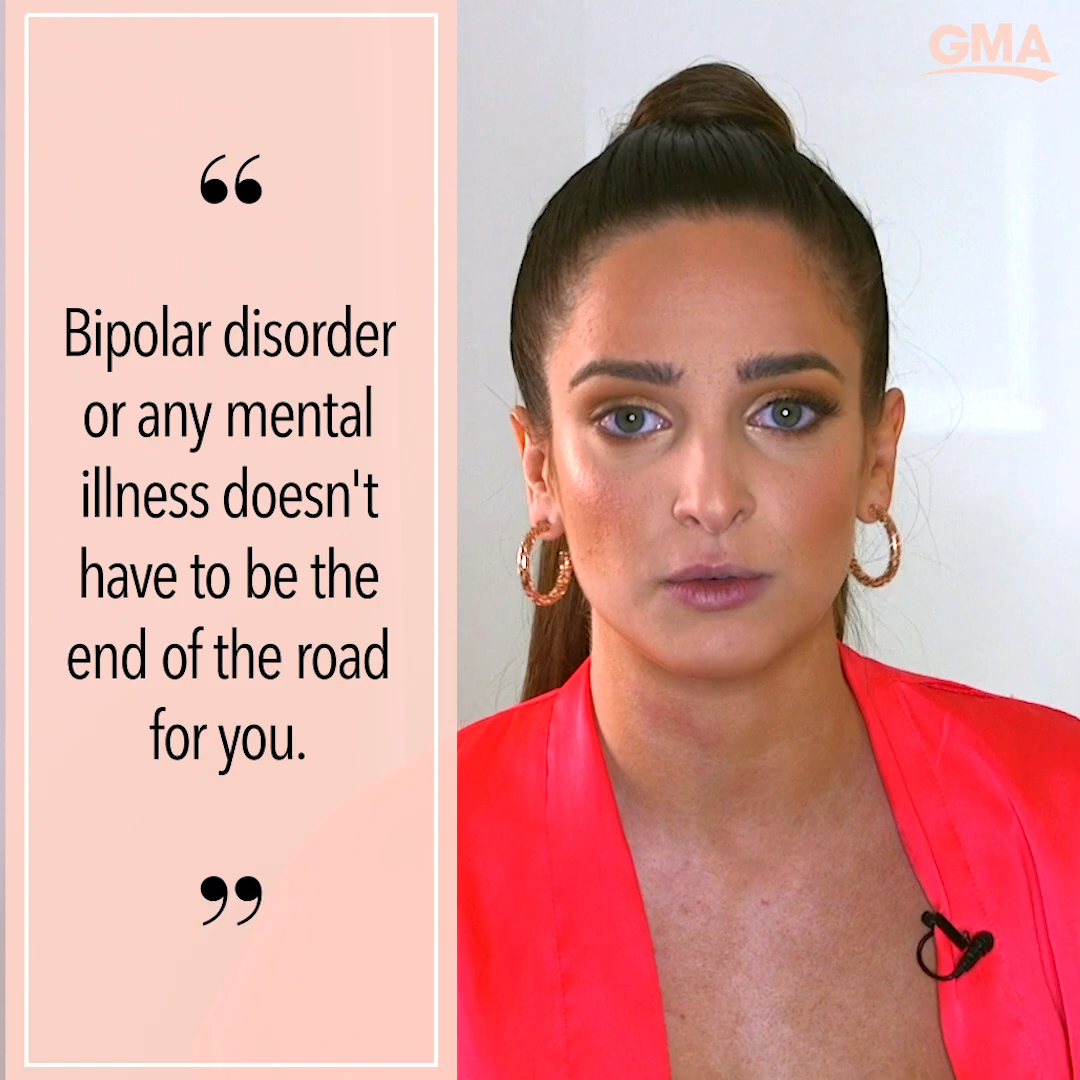 GMA
“
Bipolar disorder
or any mental
illness doesn't
have to be the
end of the road
for you.
”